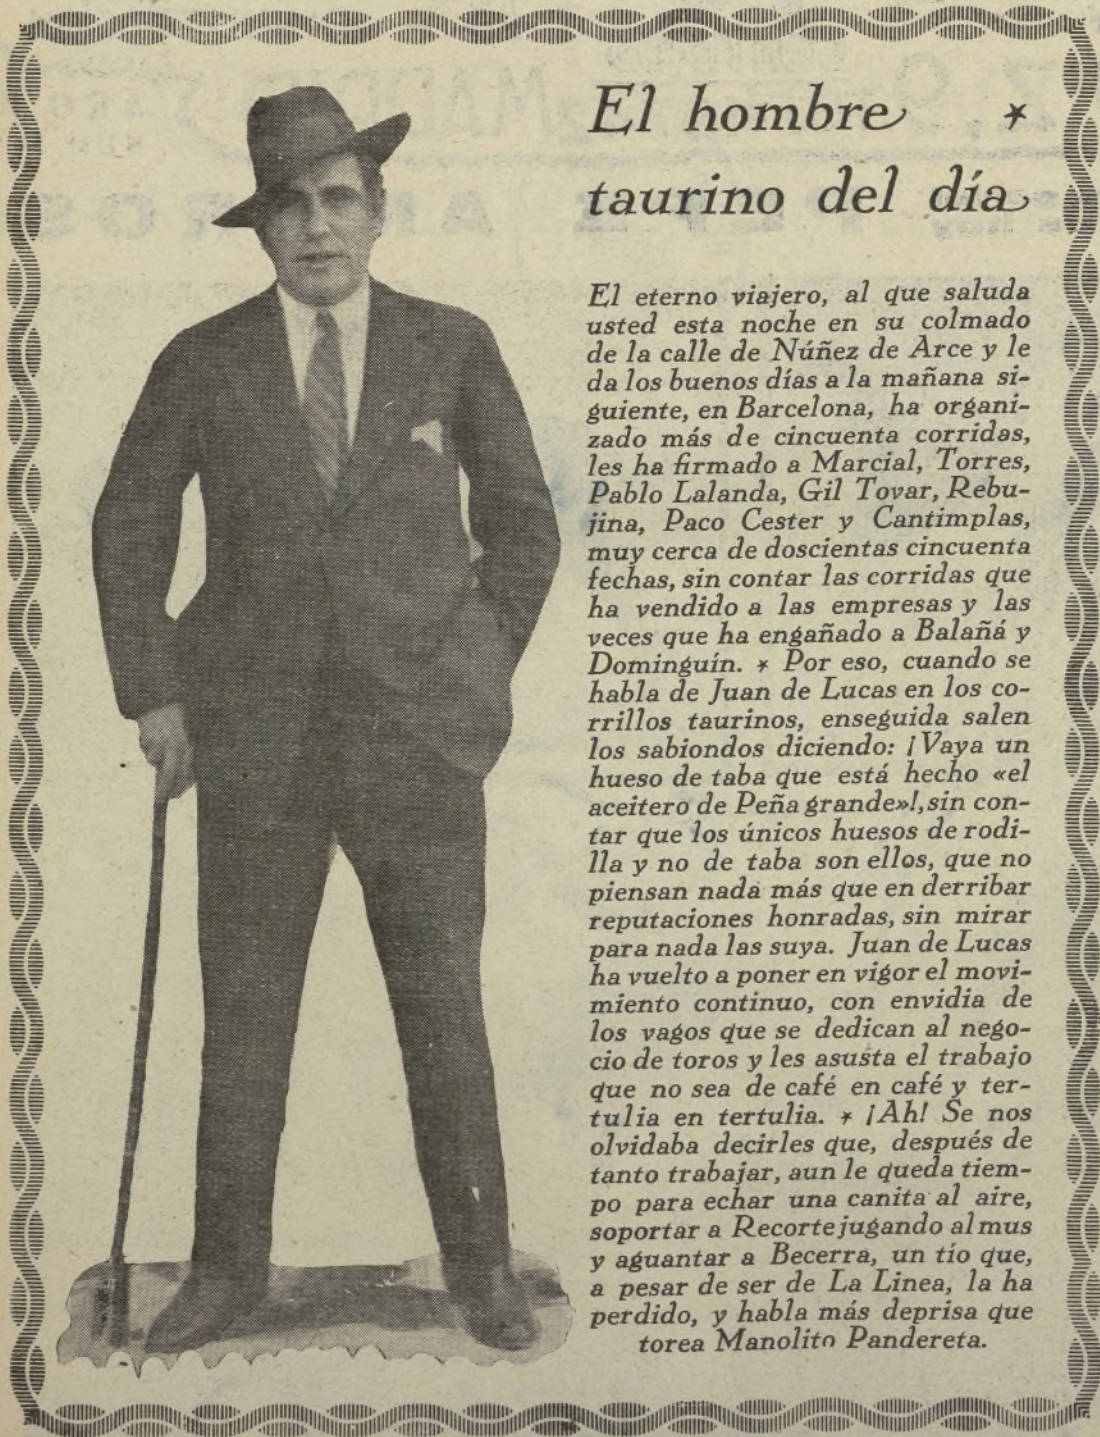 El hombre *
taurino del día
El eterno viajero, al que saluda
usted esta noche en su colmado
de la calle de Núñez de Arce y le
da los buenos días a la mañana si-
guiente, en Barcelona, ha organi-
zado más de cincuenta corridas,
les ha firmado a Marcial, Torres,
Pablo Lalanda, Gil Tovar, Rebu-
jina, Paco Cester y Cantimplas,
muy cerca de doscientas cincuenta
fechas, sin contar las corridas que
ha vendido a las empresas y las
veces que ha engañado a Balañá y
Dominguín. * Por eso, cuando se
habla de Juan de Lucas en los co-
rrillos taurinos, enseguida salen
los sabiondos diciendo: ¡Vaya un
hueso de taba que está hecho «el
aceitero de Peña grande»!, sin con-
tar que los únicos huesos de rodi-
lla y no de taba son ellos, que no
piensan nada más que en derribar
reputaciones honradas, sin mirar
para nada las suya. Juan de Lucas
ha vuelto a poner en vigor el movi-
miento continuo, con envidia de
los vagos que se dedican al nego-
cio de toros y les asusta el trabajo
que no sea de café en café y ter-
tulia en tertulia. * ¡Ah! Se nos
olvidaba decirles que, después de
tanto trabajar, aun le queda tiem-
po para echar una canita al aire,
soportar a Recorte jugando al mus
y aguantar a Becerra, un tío que,
a pesar de ser de La Linea, la ha
perdido, y habla más deprisa que
torea Manolito Pandereta.